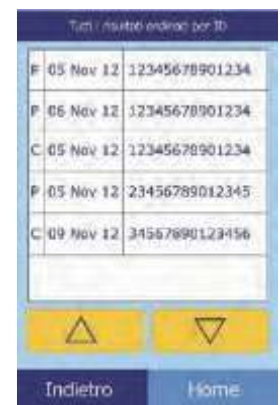 Tutti i risultati ordinati per ID
P 05 Nov 12 12345678901234
P 06 Nov 12 12345678901234
C 05 Nov 12 12345678901234
P 05 Nov 12 23456789012345
C 09 Nov 12 34567890123456
Indietro Home